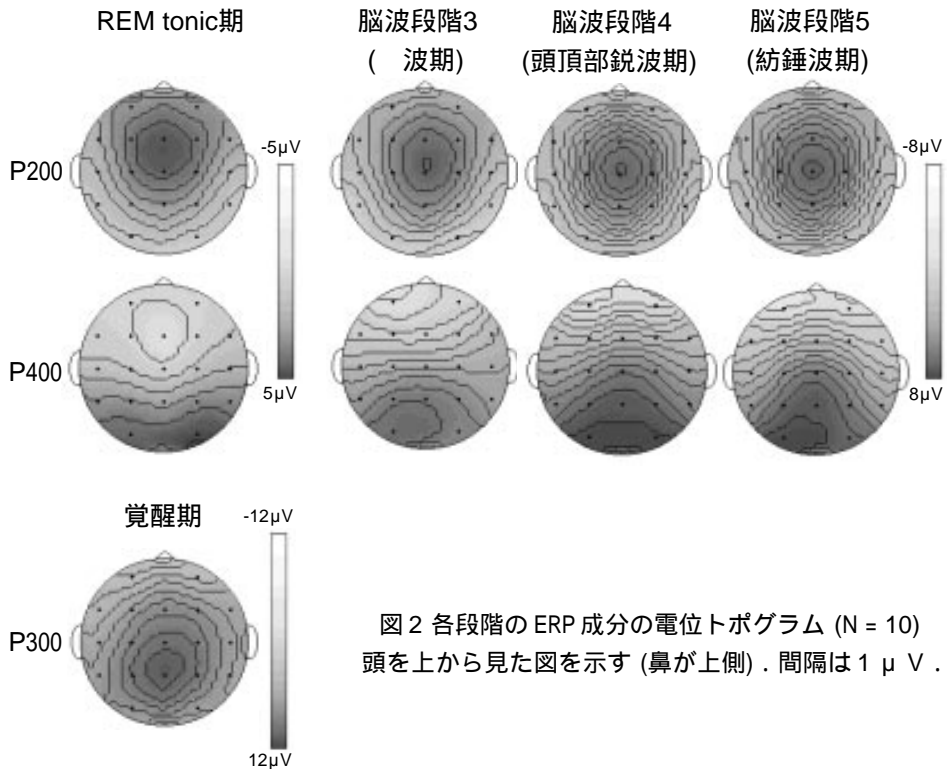 REM tonic期
脳波段階3
( 波期)
脳波段階4
(頭頂部鋭波期)
脳波段階5
(紡錘波期)
P200
-5μV
5μV
-8μV
8μV
P400
覚醒期
P300
-12μV
12μV
図2 各段階の ERP 成分の電位トポグラム (N = 10)
頭を上から見た図を示す (鼻が上側) . 間隔は 1 μ V .